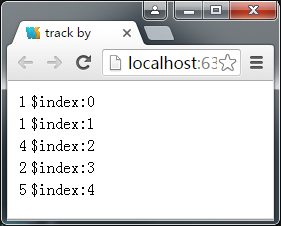 track by
localhost:63
1 $index:0
1 $index:1
4 $index:2
2 $index:3
5 $index:4